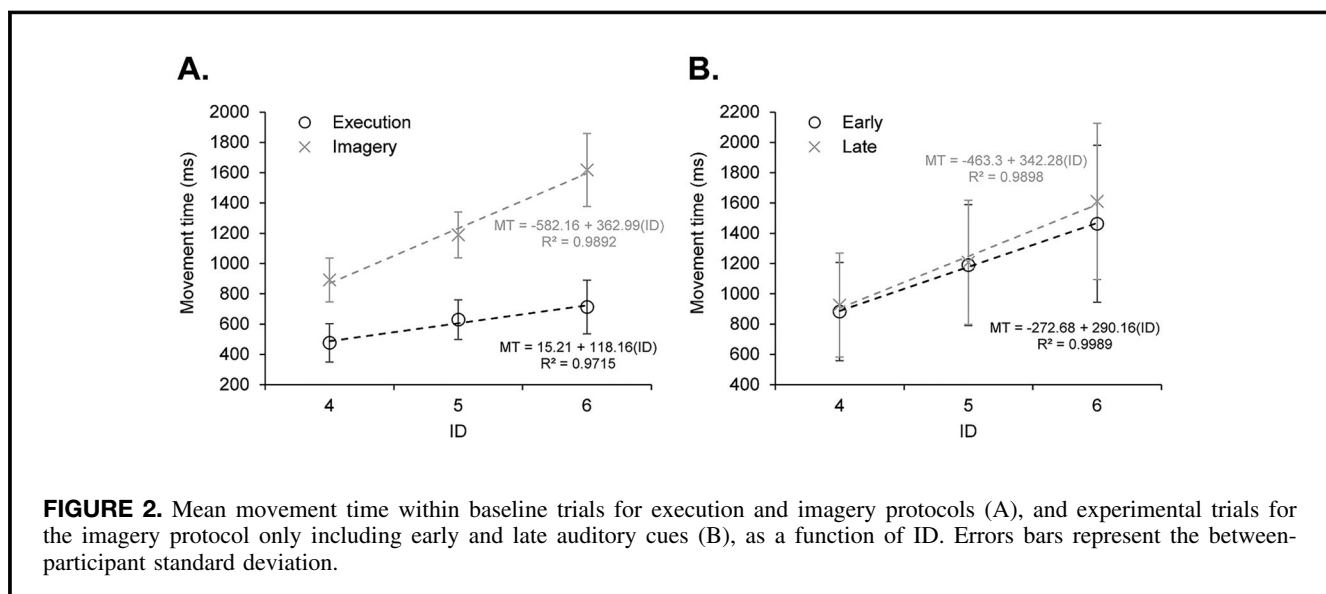 A.
2000
1800
1600
1400
1200
1000
800
600
400
200
Movement time (ms)
Execution
Imagery
MT = -582.16 + 362.99(ID)
R² = 0.9892
MT = 15.21 + 118.16(ID)
R² = 0.9715
4 5 6
ID
B.
2200
2000
1800
1600
1400
1200
1000
800
600
400
Movement time (ms)
Early
Late
MT = -463.3 + 342.28(ID)
R² = 0.9898
MT = -272.68 + 290.16(ID)
R² = 0.9989
4 5 6
ID
FIGURE 2. Mean movement time within baseline trials for execution and imagery protocols (A), and experimental trials for
the imagery protocol only including early and late auditory cues (B), as a function of ID. Errors bars represent the between-
participant standard deviation.